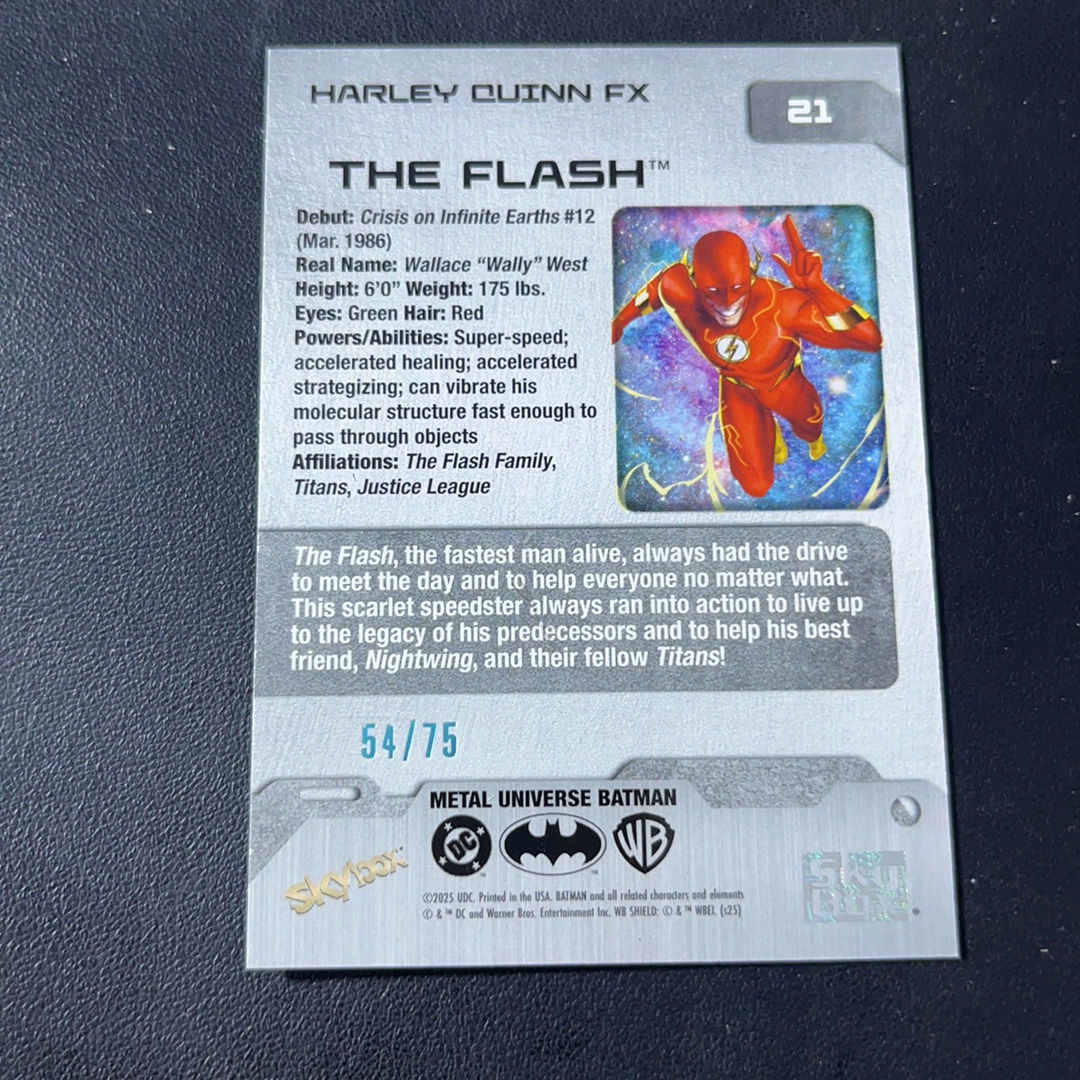 HARLEY QUINN FX
21
THE FLASH™
Debut: Crisis on Infinite Earths #12
(Mar. 1986)
Real Name: Wallace “Wally” West
Height: 6’0” Weight: 175 lbs.
Eyes: Green Hair: Red
Powers/Abilities: Super-speed;
accelerated healing; accelerated
strategizing; can vibrate his
molecular structure fast enough to
pass through objects
Affiliations: The Flash Family,
Titans, Justice League
The Flash, the fastest man alive, always had the drive
to meet the day and to help everyone no matter what.
This scarlet speedster always ran into action to live up
to the legacy of his predecessors and to help his best
friend, Nightwing, and their fellow Titans!
54/75
METAL UNIVERSE BATMAN
DC™
™
WB
skybox
©2025 UDC. Printed in the USA. BATMAN and all related characters and elements
© & ™ DC and Warner Bros. Entertainment Inc. WB SHIELD: © & ™ WBEI. (s25)